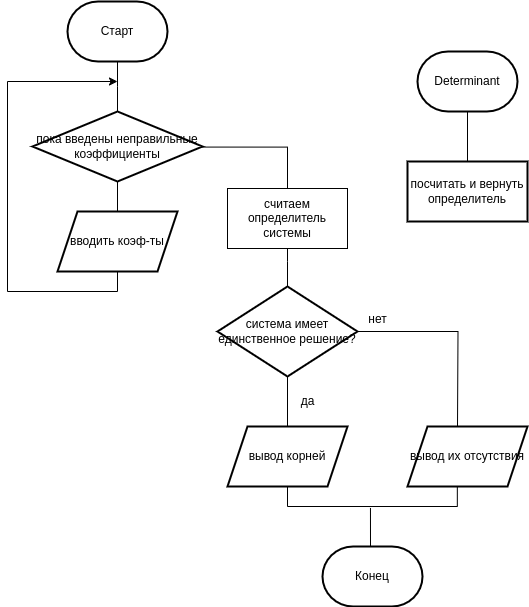 Старт
пока введены неправильные
коэффициенты
вводить коэф-ты
считаем
определитель
системы
система имеет
единственное решение?
нет
да
вывод корней
вывод их отсутствия
Конец
Determinant
посчитать и вернуть
определитель